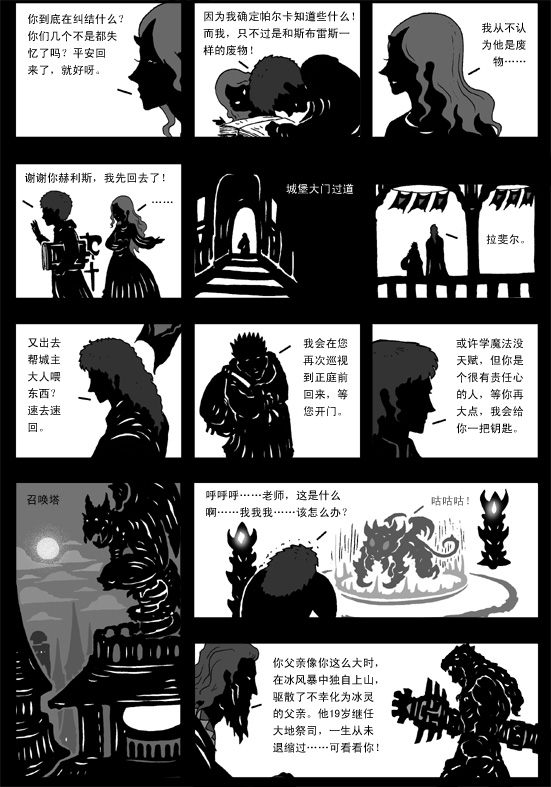 你到底在纠结什么？
你们几个不是都失
忆了吗？平安回
来了，就好呀。
因为我确定帕尔卡知道些什么！
而我，只不过是和斯布雷斯一
样的废物！
我从不认
为他是废
物……
谢谢你赫利斯，我先回去了！
……
城堡大门过道
拉斐尔。
又出去
帮城主
大人喂
东西？
速去速
回。
我会在您
再次巡视
到正庭前
回来，等
您开门。
或许学魔法没
天赋，但你是
个很有责任心
的人，等你再
大点，我会给
你一把钥匙。
召唤塔
呼呼呼……老师，这是什么
啊……我我我……该怎么办？
咕咕咕！
你父亲像你这么大时，
在冰风暴中独自上山，
驱散了不幸化为冰灵
的父亲。他19岁继任
大地祭司，一生从未
退缩过……可看看你！